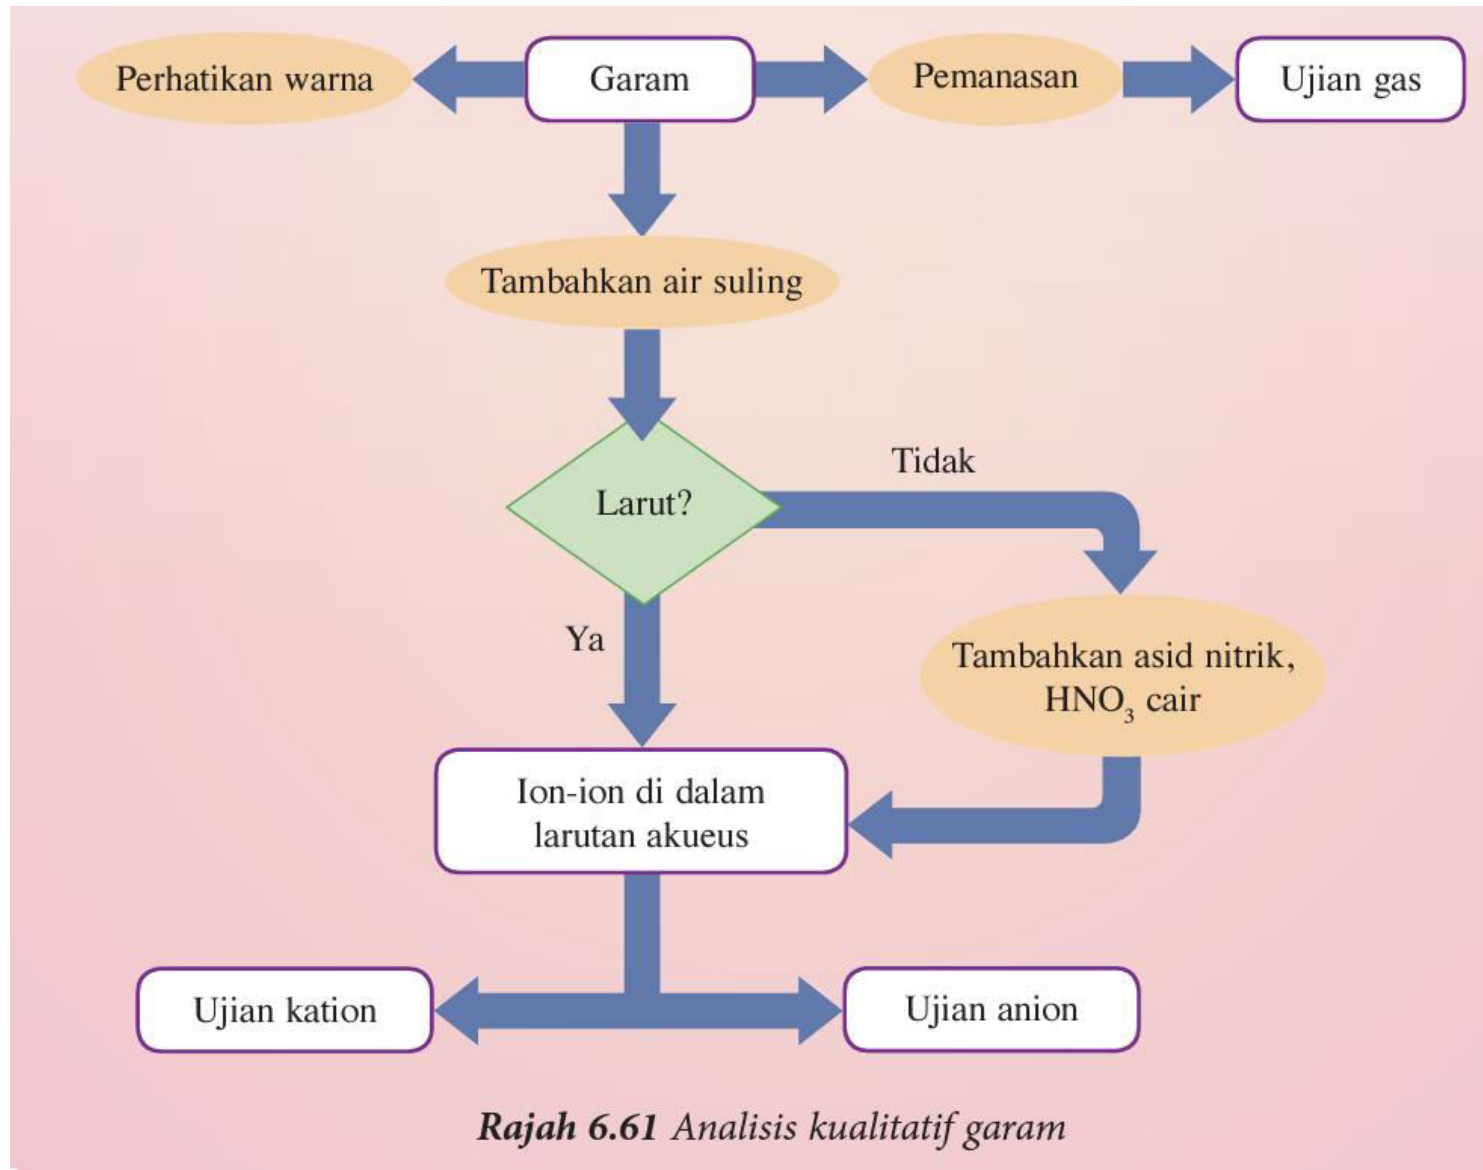 Perhatikan warna
Garam
Pemanasan
Ujian gas
Tambahkan air suling
Larut?
Tidak
Ya
Tambahkan asid nitrik,
HNO₃ cair
Ion-ion di dalam
larutan akueus
Ujian kation
Ujian anion
Rajah 6.61 Analisis kualitatif garam